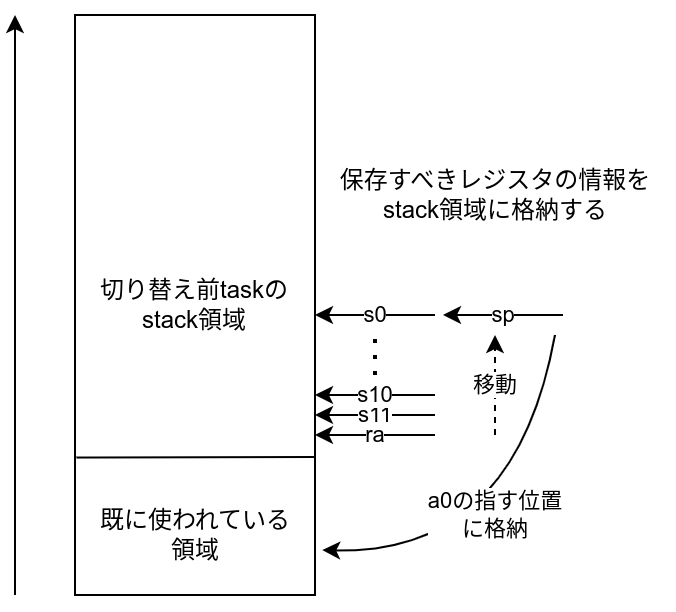 保存すべきレジスタの情報を
stack領域に格納する
切り替え前taskの
stack領域
s0
sp
移動
s10
s11
ra
a0の指す位置
に格納
既に使われている
領域